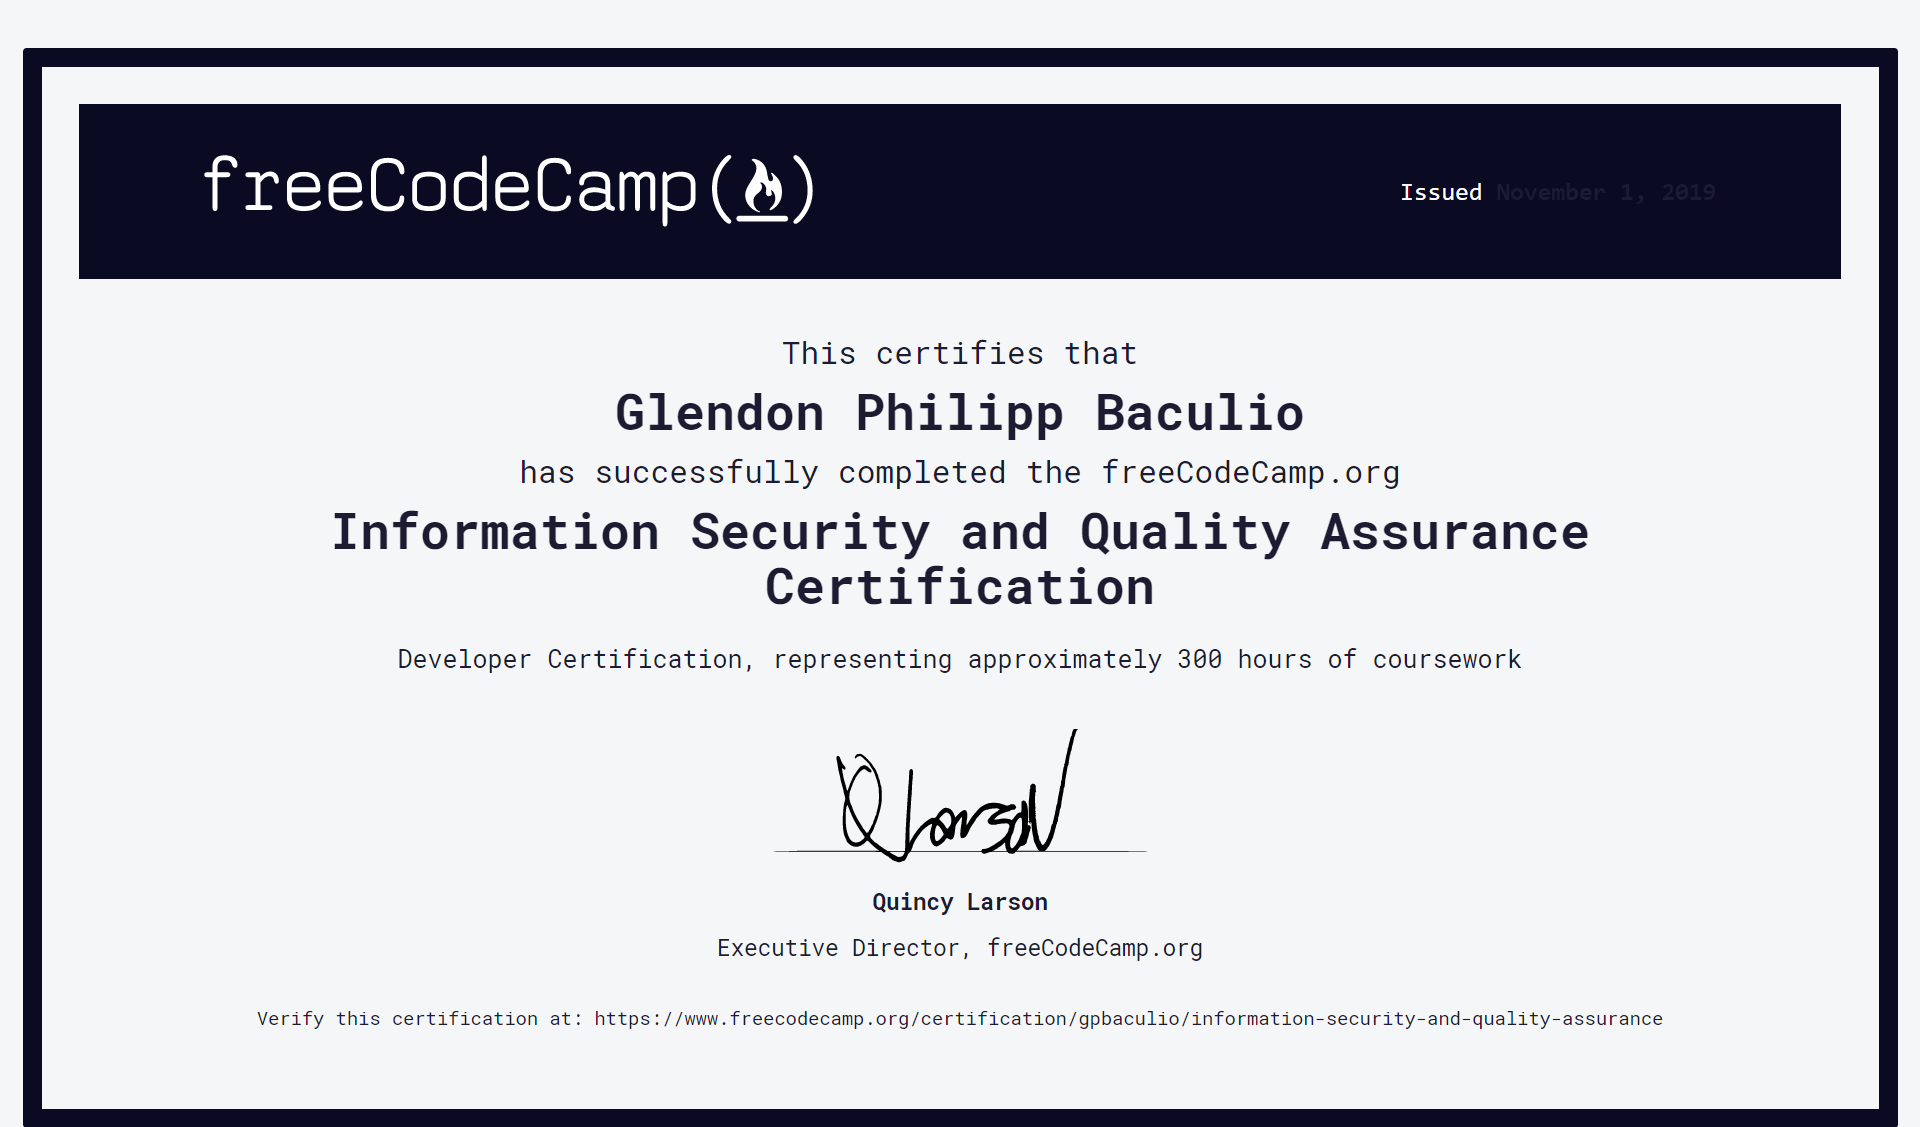 freeCodeCamp
Issued November 1, 2019
This certifies that
Glendon Philipp Baculio
has successfully completed the freeCodeCamp.org
Information Security and Quality Assurance
Certification
Developer Certification, representing approximately 300 hours of coursework
Q Larson
Quincy Larson
Executive Director, freeCodeCamp.org
Verify this certification at: https://www.freecodecamp.org/certification/gpbaculio/information-security-and-quality-assurance